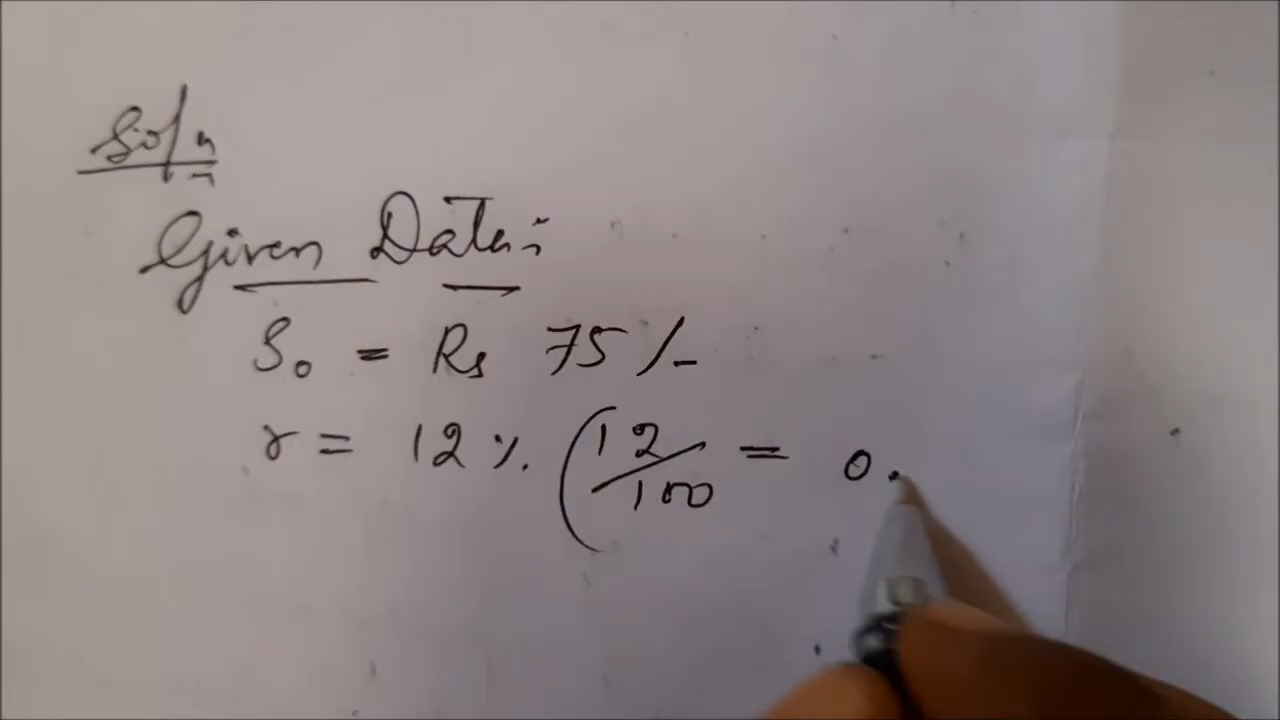 Soln
Given Data:
S₀ = Rs 75 /-
r = 12 %. (12/100 = 0.